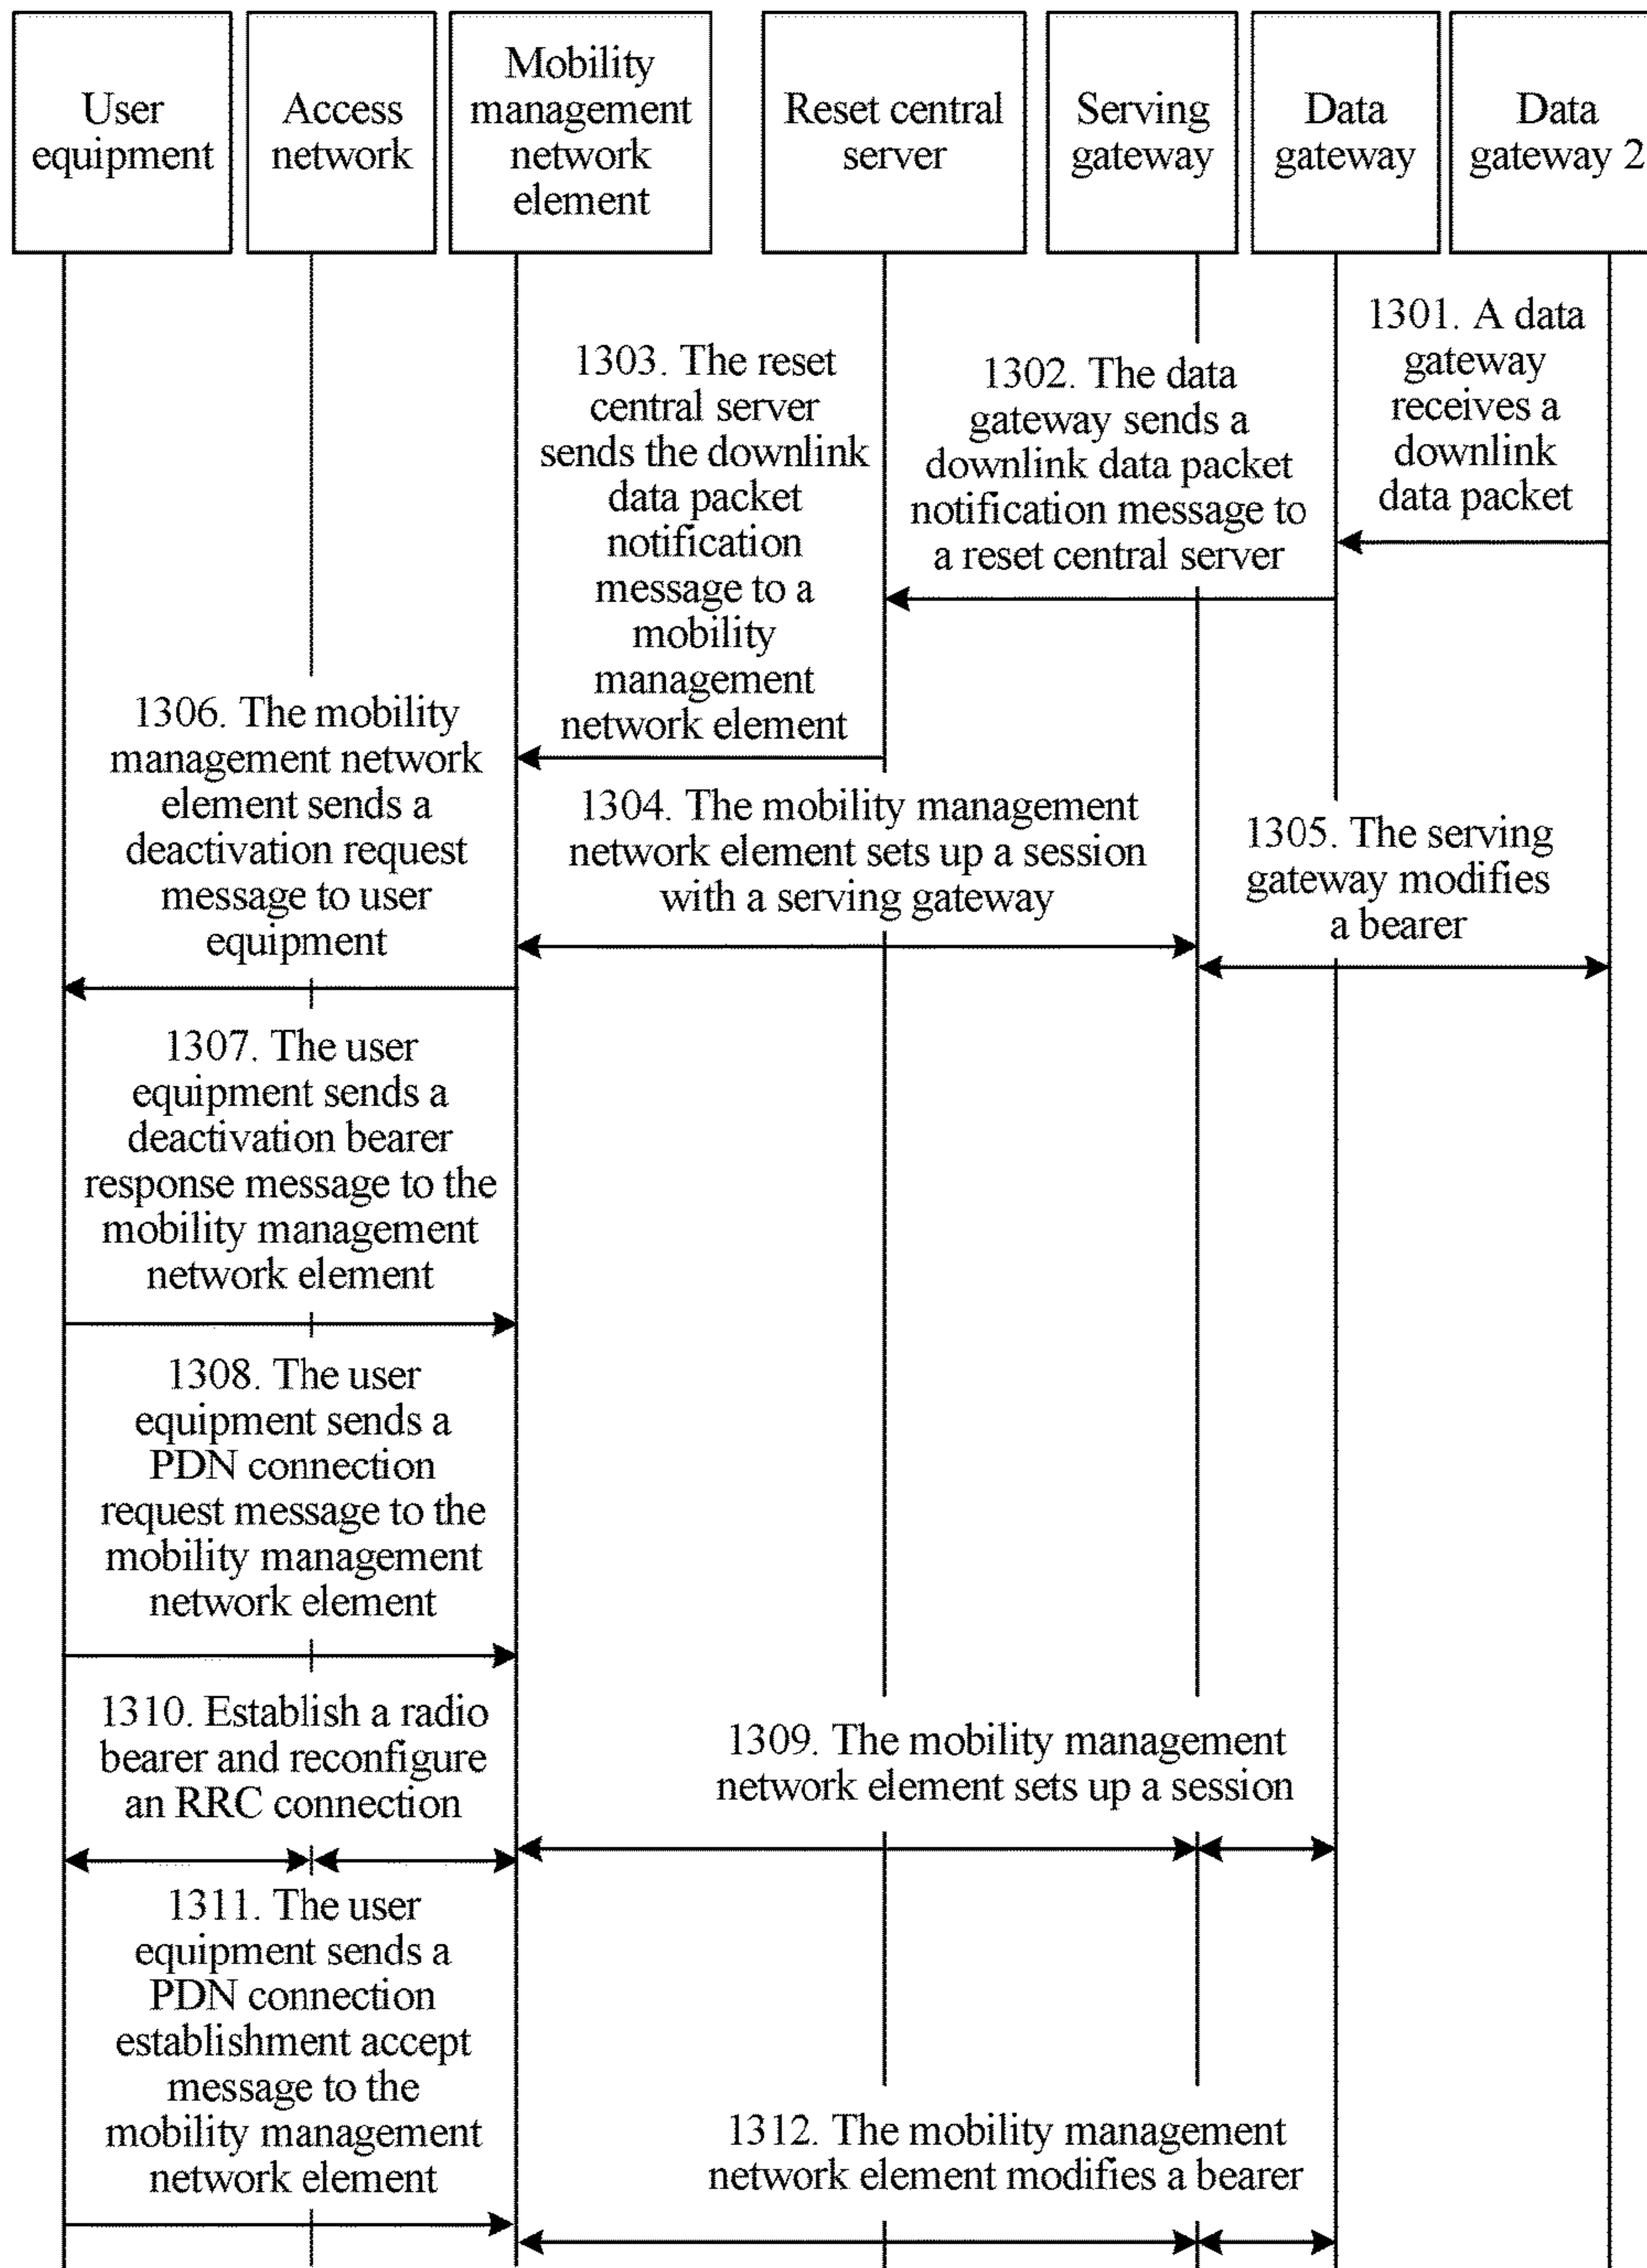 User
equipment
Access
network
Mobility
management
network
element
Reset central
server
Serving
gateway
Data
gateway
Data
gateway 2
1301. A data
gateway
receives a
downlink
data packet
1302. The data
gateway sends a
downlink data packet
notification message to
a reset central server
1303. The reset
central server
sends the downlink
data packet
notification
message to a
mobility
management
network element
1304. The mobility management
network element sets up a session
with a serving gateway
1305. The serving
gateway modifies
a bearer
1306. The mobility
management network
element sends a
deactivation request
message to user
equipment
1307. The user
equipment sends a
deactivation bearer
response message to the
mobility management
network element
1308. The user
equipment sends a
PDN connection
request message to the
mobility management
network element
1309. The mobility management
network element sets up a session
1310. Establish a radio
bearer and reconfigure
an RRC connection
1311. The user
equipment sends a
PDN connection
establishment accept
message to the
mobility management
network element
1312. The mobility management
network element modifies a bearer